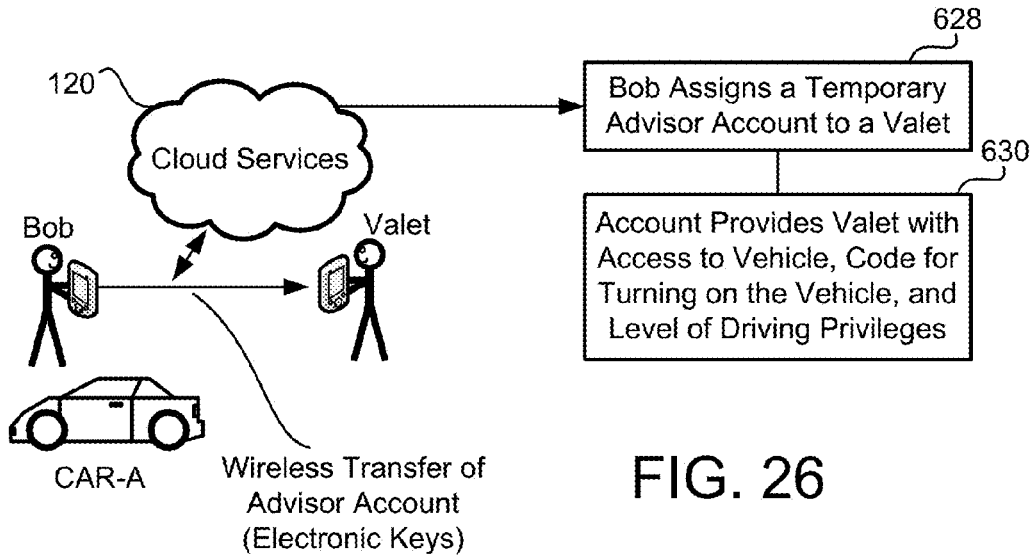 628
120
Bob Assigns a Temporary
Advisor Account to a Valet
Cloud Services
630
Bob
Valet
Account Provides Valet with
Access to Vehicle, Code for
Turning on the Vehicle, and
Level of Driving Privileges
CAR-A
Wireless Transfer of
Advisor Account
(Electronic Keys)
FIG. 26